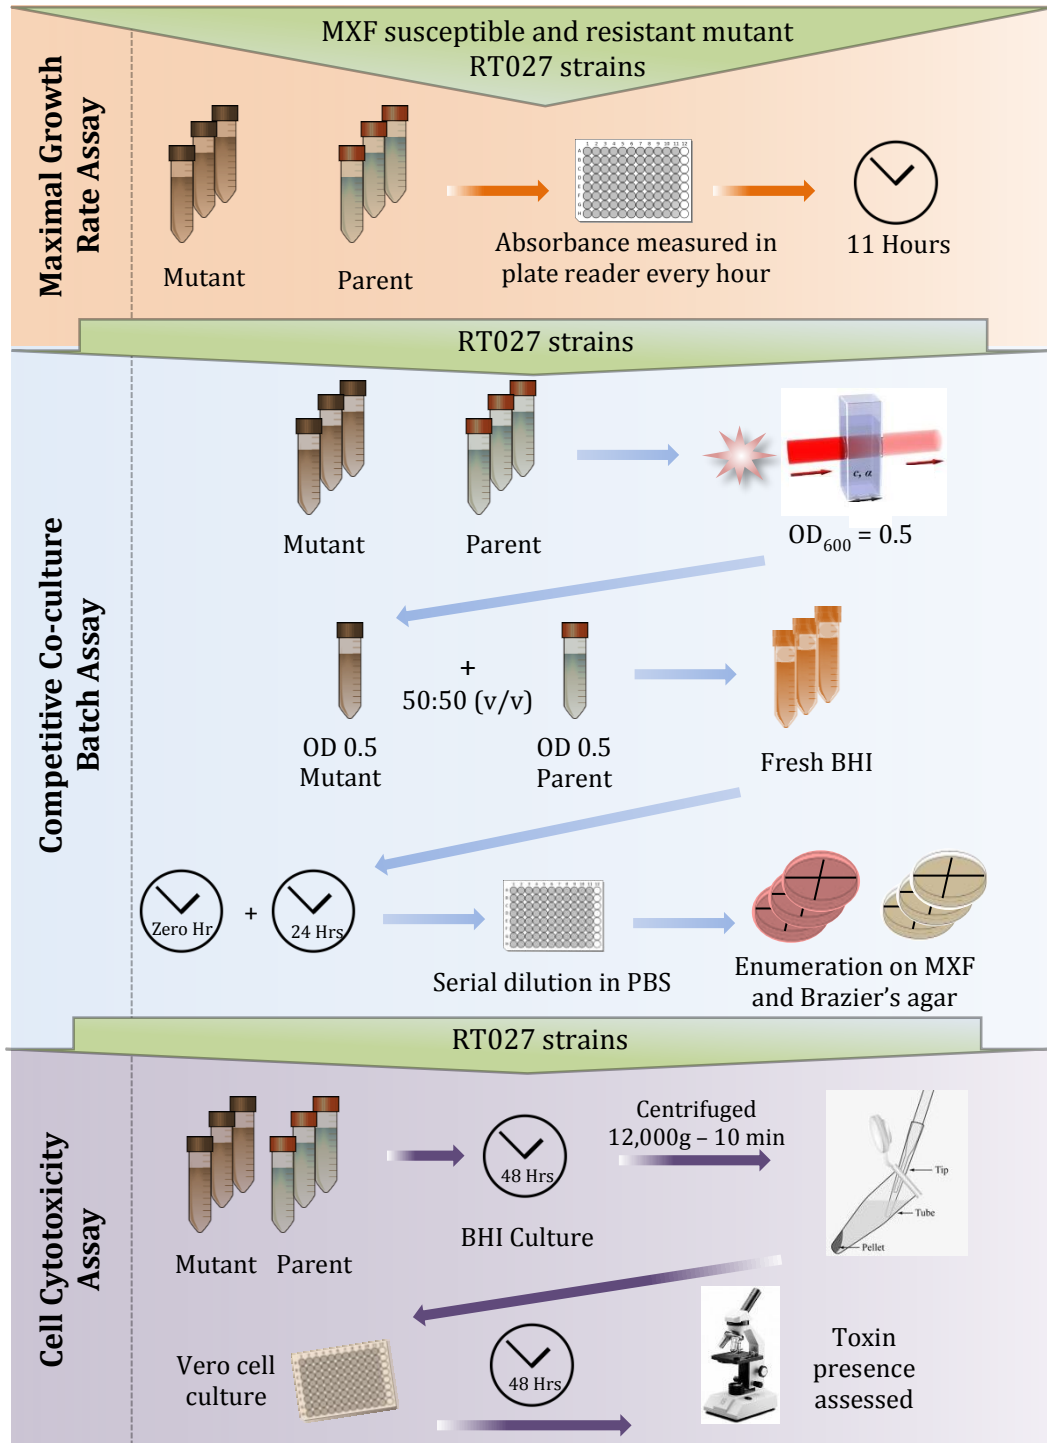 MXF susceptible and resistant mutant
RT027 strains
Maximal Growth
Rate Assay
Mutant
Parent
Absorbance measured in
plate reader every hour
11 Hours
RT027 strains
Competitive Co-culture
Batch Assay
Mutant
Parent
c, α
OD600 = 0.5
+
50:50 (v/v)
OD 0.5
Mutant
OD 0.5
Parent
Fresh BHI
Zero Hr
+
24 Hrs
Serial dilution in PBS
Enumeration on MXF
and Brazier's agar
RT027 strains
Cell Cytotoxicity
Assay
Mutant
Parent
48 Hrs
BHI Culture
Centrifuged
12,000g – 10 min
Tip
Tube
Pellet
Vero cell
culture
48 Hrs
Toxin
presence
assessed